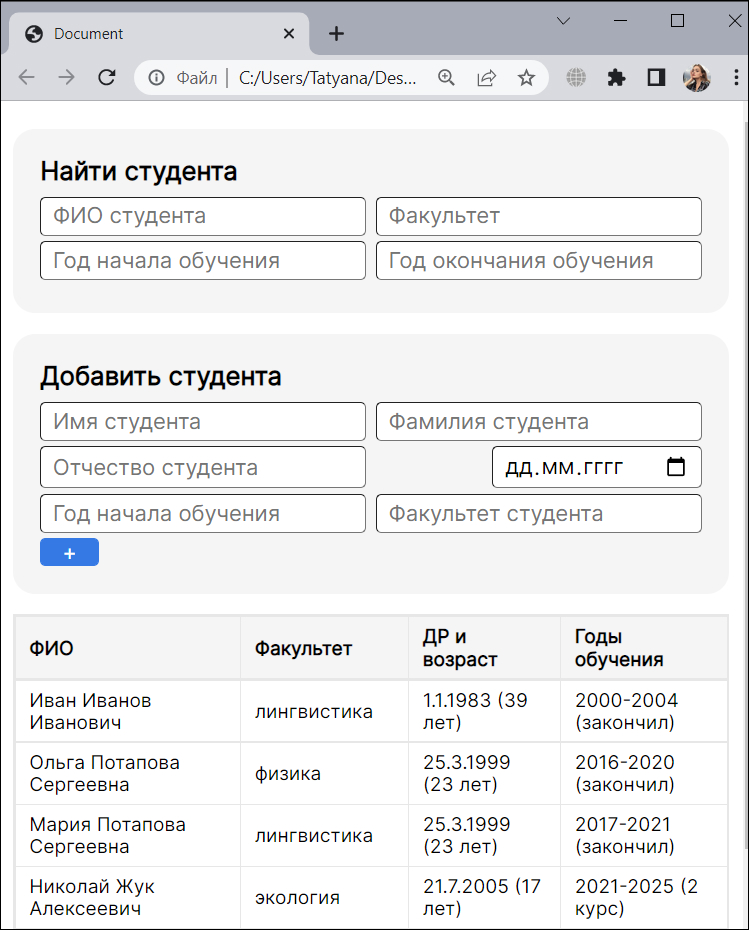 Document
Файл
C:/Users/Tatyana/Des...
Найти студента
ФИО студента
Факультет
Год начала обучения
Год окончания обучения
Добавить студента
Имя студента
Фамилия студента
Отчество студента
дд.мм.гггг
Год начала обучения
Факультет студента
+
ФИО
Факультет
ДР и
возраст
Годы
обучения
Иван Иванов
Иванович
лингвистика
1.1.1983 (39
лет)
2000-2004
(закончил)
Ольга Потапова
Сергеевна
физика
25.3.1999
(23 лет)
2016-2020
(закончил)
Мария Потапова
Сергеевна
лингвистика
25.3.1999
(23 лет)
2017-2021
(закончил)
Николай Жук
Алексеевич
экология
21.7.2005 (17
лет)
2021-2025 (2
курс)